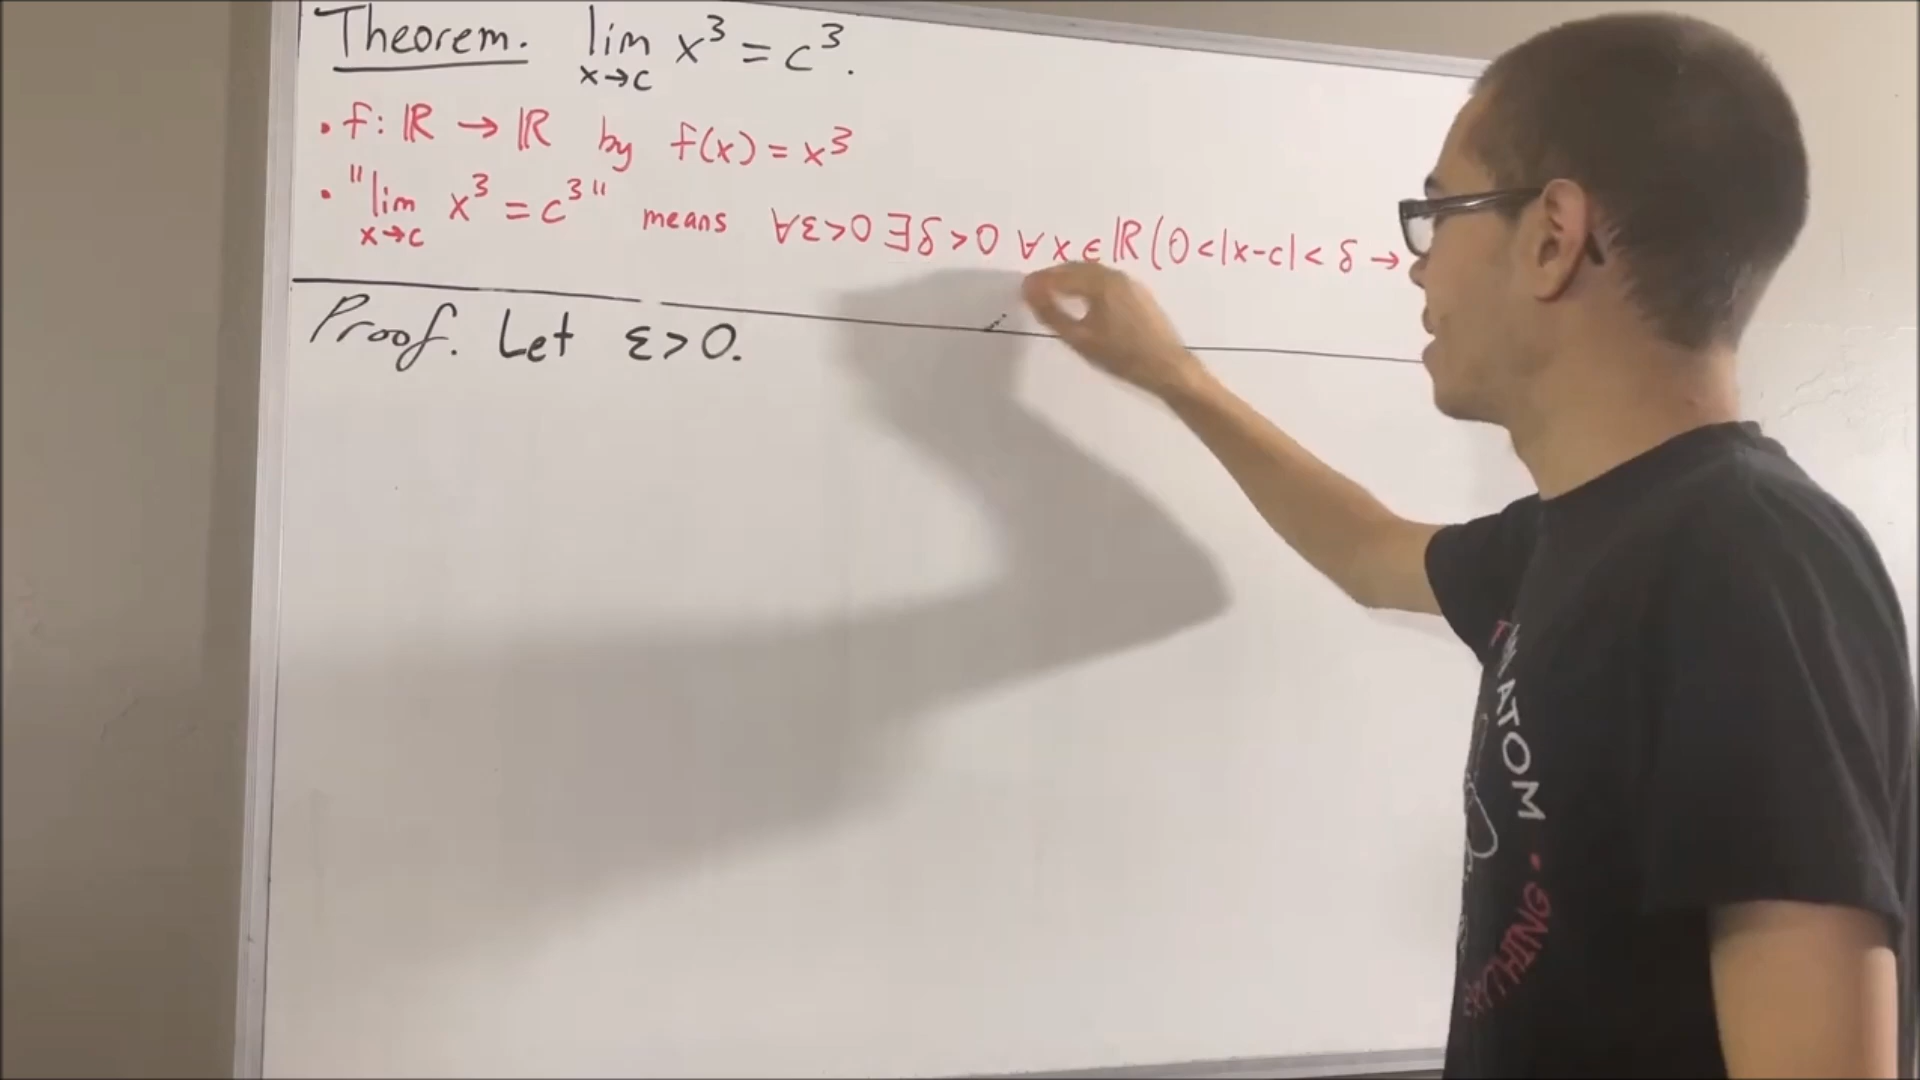 Theorem. lim x→c x³ = c³.
• f: ℝ → ℝ by f(x) = x³
• "lim x→c x³ = c³" means ∀ε>0 ∃δ>0 ∀x∈ℝ(0<|x-c|<δ →
Proof. Let ε>0.
ATOM •